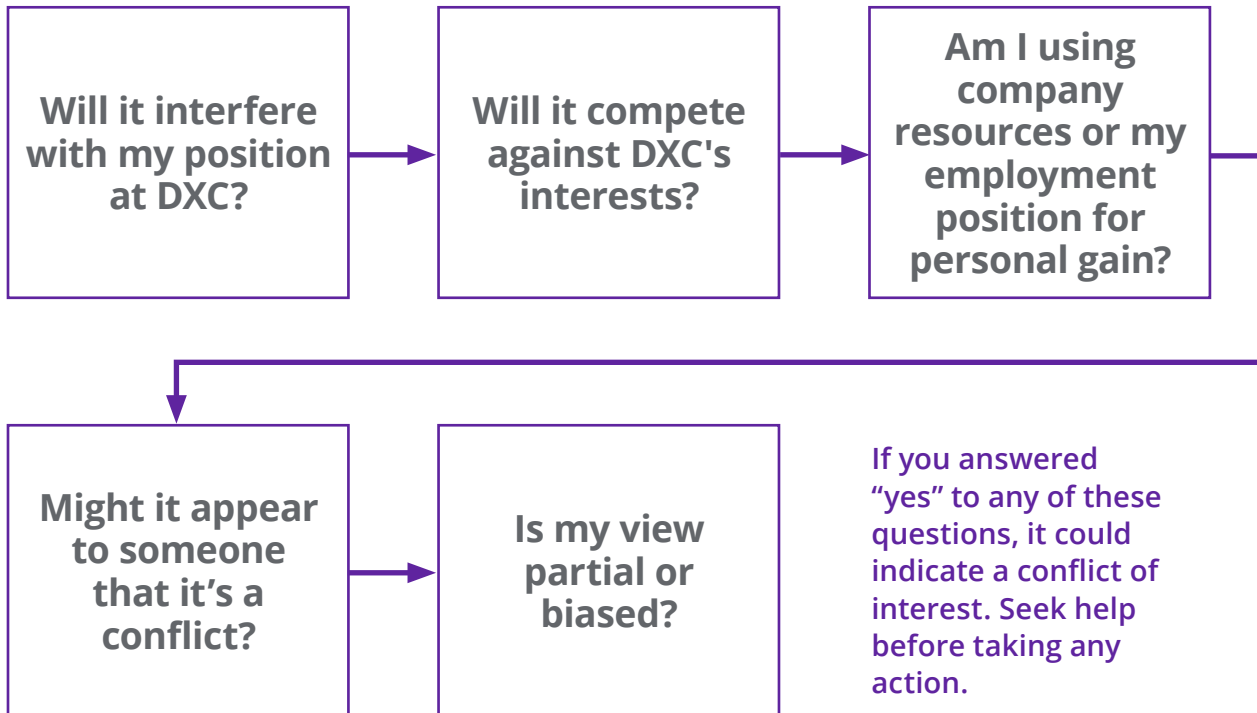 Will it interfere
with my position
at DXC?
Will it compete
against DXC's
interests?
Am I using
company
resources or my
employment
position for
personal gain?
Might it appear
to someone
that it’s a
conflict?
Is my view
partial or
biased?
If you answered
“yes” to any of these
questions, it could
indicate a conflict of
interest. Seek help
before taking any
action.